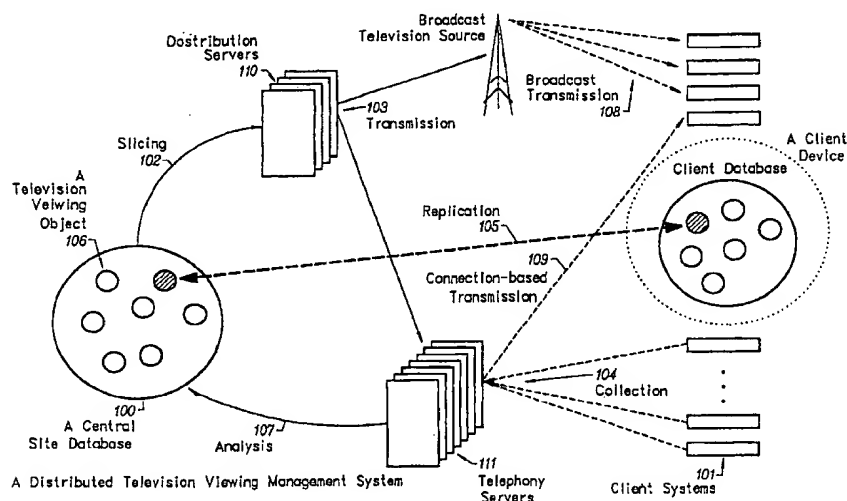 Dostribution
Servers
110
Broadcast
Television Source
103
Transmission
Broadcast
Transmission
108
Slicing
102
A
Television
Veiwing
Object
106
A Client
Device
Client Database
Replication
105
109
Connection-based
Transmission
104
Collection
100
A Central
Site Database
107
Analysis
111
Telephony
Servers
101
Client Systems
A Distributed Television Viewing Management System